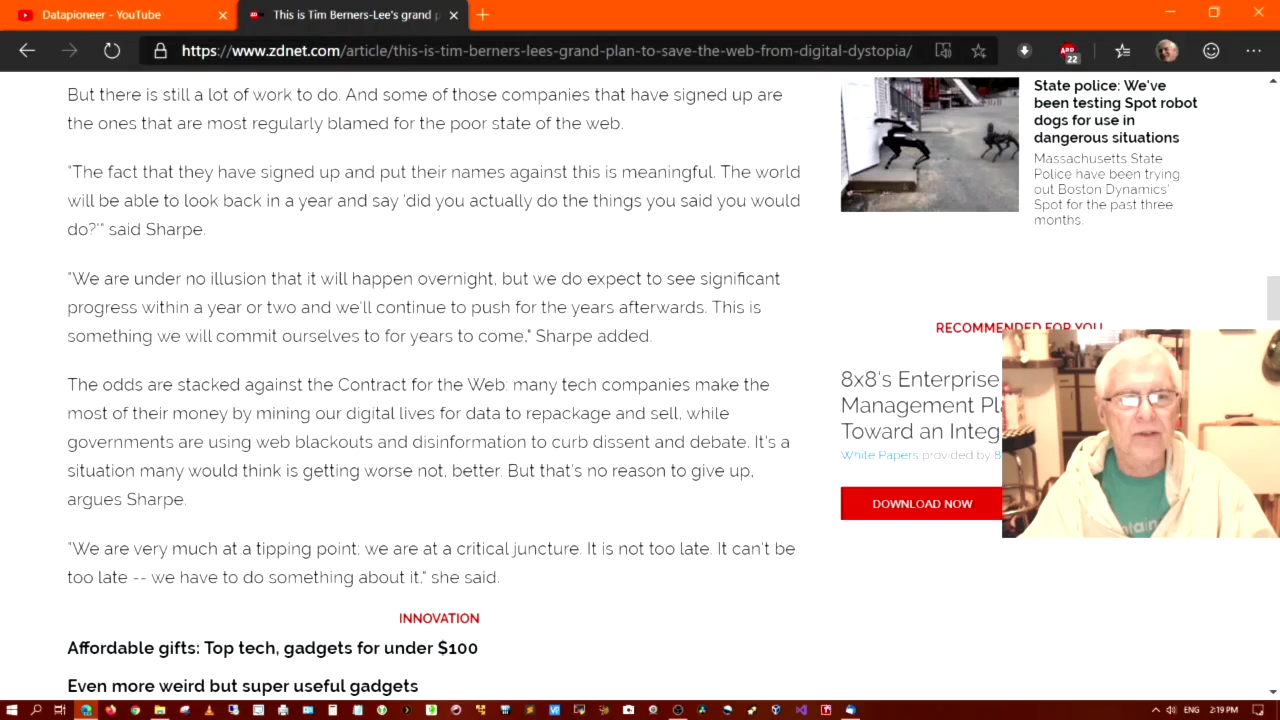 Datapioneer - YouTube
This is Tim Berners-Lee's grand p
https://www.zdnet.com/article/this-is-tim-berners-lees-grand-plan-to-save-the-web-from-digital-dystopia/
22
But there is still a lot of work to do. And some of those companies that have signed up are
the ones that are most regularly blamed for the poor state of the web.
"The fact that they have signed up and put their names against this is meaningful. The world
will be able to look back in a year and say 'did you actually do the things you said you would
do?'" said Sharpe.
"We are under no illusion that it will happen overnight, but we do expect to see significant
progress within a year or two and we'll continue to push for the years afterwards. This is
something we will commit ourselves to for years to come," Sharpe added.
The odds are stacked against the Contract for the Web: many tech companies make the
most of their money by mining our digital lives for data to repackage and sell, while
governments are using web blackouts and disinformation to curb dissent and debate. It's a
situation many would think is getting worse not, better. But that's no reason to give up,
argues Sharpe.
"We are very much at a tipping point; we are at a critical juncture. It is not too late. It can't be
too late -- we have to do something about it," she said.
INNOVATION
Affordable gifts: Top tech, gadgets for under $100
Even more weird but super useful gadgets
State police: We've
been testing Spot robot
dogs for use in
dangerous situations
Massachusetts State
Police have been trying
out Boston Dynamics'
Spot for the past three
months.
RECOMMENDED FOR YOU
8x8's Enterprise
Management Pl
Toward an Integ
White Papers provided by 8
DOWNLOAD NOW
ENG
2:19 PM